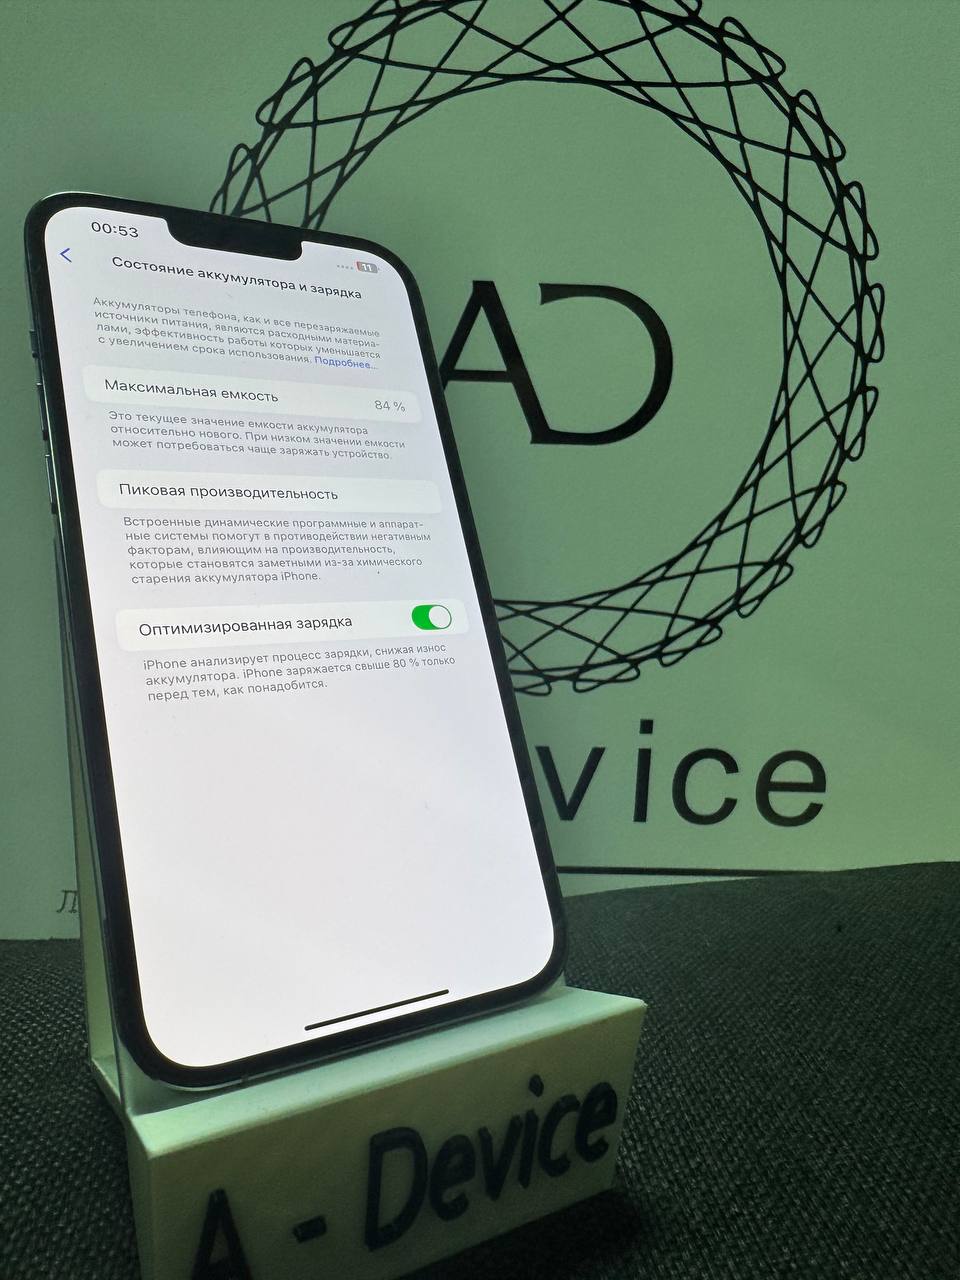 00:53
11
Состояние аккумулятора и зарядка
Аккумуляторы телефона, как и все перезаряжаемые
источники питания, являются расходными материа-
лами, эффективность работы которых уменьшается
с увеличением срока использования. Подробнее...
Максимальная емкость
84 %
Это текущее значение емкости аккумулятора
относительно нового. При низком значении емкости
может потребоваться чаще заряжать устройство.
Пиковая производительность
Встроенные динамические программные и аппарат-
ные системы помогут в противодействии негативным
факторам, влияющим на производительность,
которые становятся заметными из-за химического
старения аккумулятора iPhone.
Оптимизированная зарядка
iPhone анализирует процесс зарядки, снижая износ
аккумулятора. iPhone заряжается свыше 80 % только
перед тем, как понадобится.
AD
vice
Л
A - Device